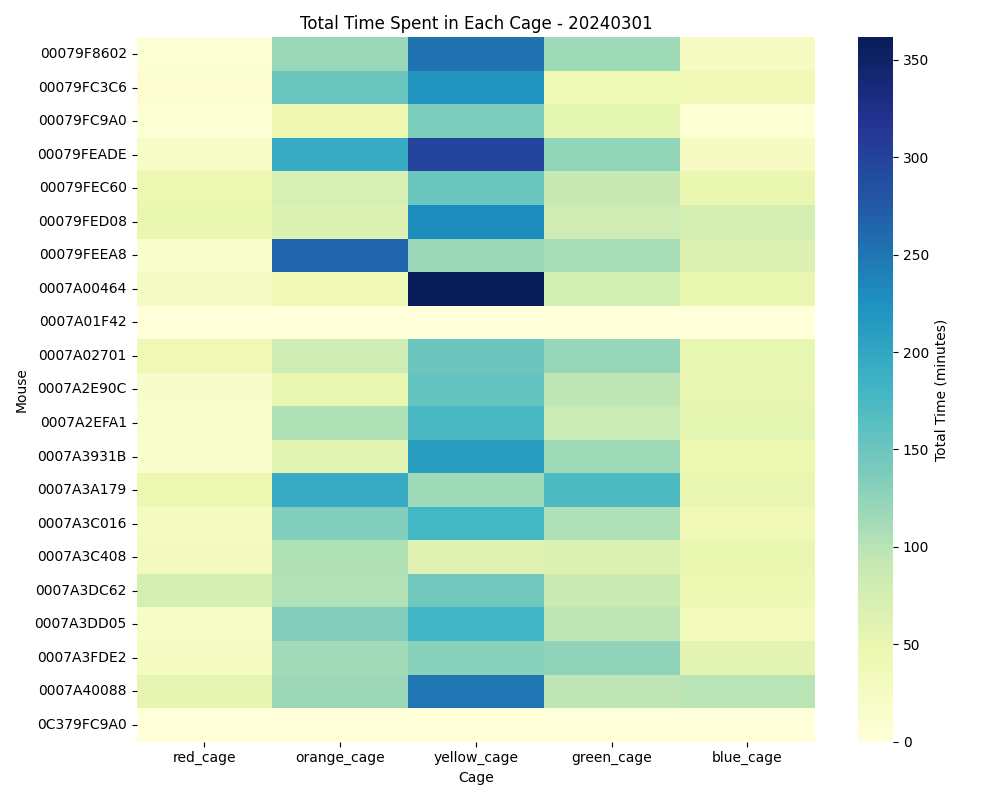 Total Time Spent in Each Cage - 20240301
00079F8602
00079FC3C6
00079FC9A0
00079FEADE
00079FEC60
00079FED08
00079FEEA8
0007A00464
0007A01F42
0007A02701
0007A2E90C
0007A2EFA1
0007A3931B
0007A3A179
0007A3C016
0007A3C408
0007A3DC62
0007A3DD05
0007A3FDE2
0007A40088
0C379FC9A0
Mouse
red_cage orange_cage yellow_cage green_cage blue_cage
Cage
350
300
250
200
150
100
50
0
Total Time (minutes)